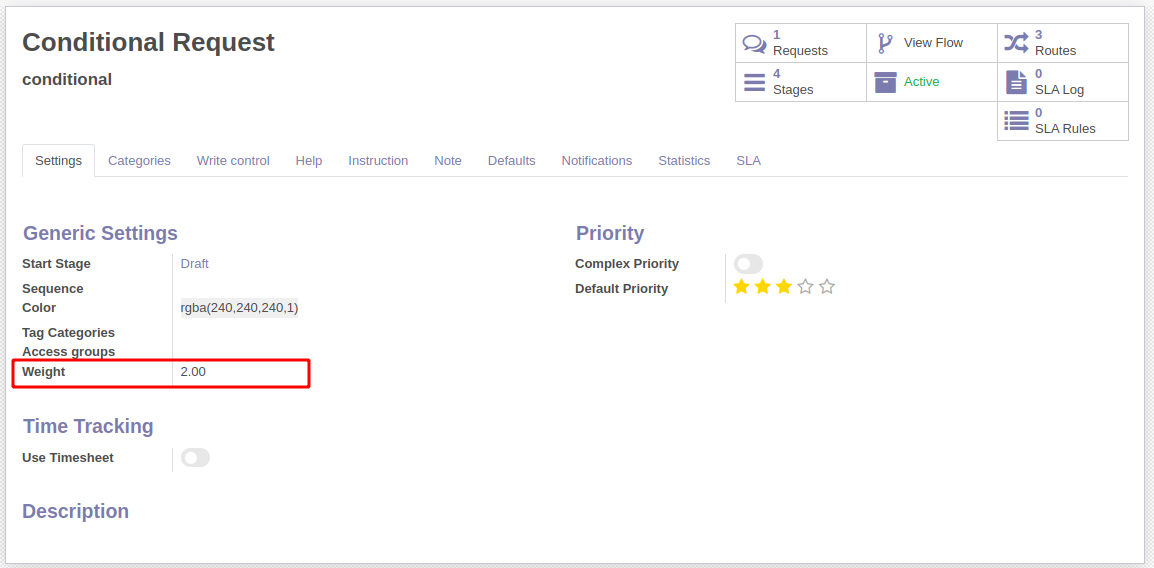 Conditional Request
conditional
1
Requests
View Flow
3
Routes
4
Stages
Active
0
SLA Log
0
SLA Rules
Settings Categories Write control Help Instruction Note Defaults Notifications Statistics SLA
Generic Settings
Start Stage Draft
Sequence
Color rgba(240,240,240,1)
Tag Categories
Access groups
Weight 2.00
Priority
Complex Priority
Default Priority
Time Tracking
Use Timesheet
Description